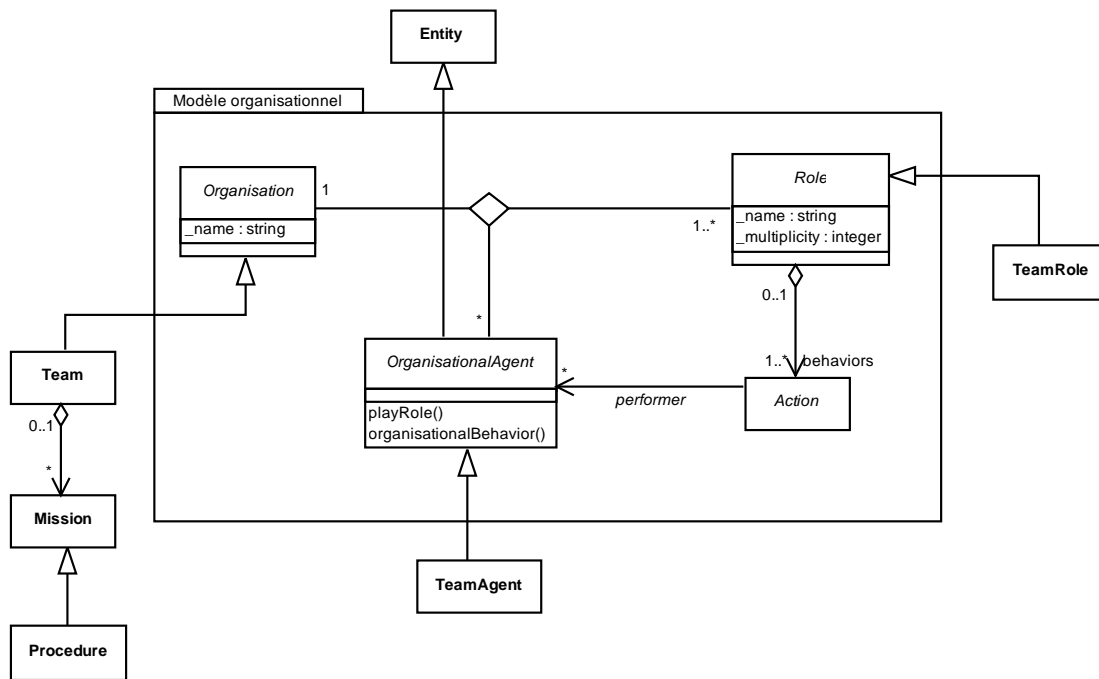 Entity
Modèle organisationnel
Organisation
_name : string
1
Role
_name : string
_multiplicity : integer
1..*
TeamRole
0..1
*
OrganisationalAgent
playRole()
organisationalBehavior()
*
performer
1..*
behaviors
Action
Team
0..1
*
Mission
TeamAgent
Procedure